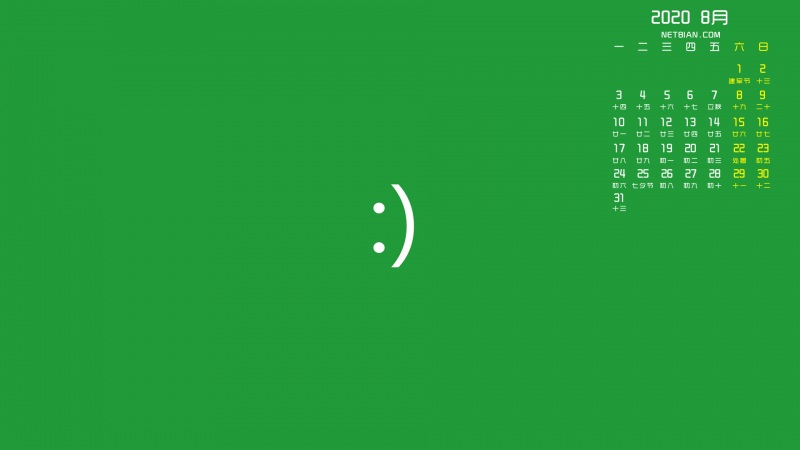 2020 8月
NETBIAN.COM
一 二 三 四 五 六 日
1 2
建军节 十三
3 4 5 6 7 8 9
十四 十五 十六 十七 立秋 十九 二十
10 11 12 13 14 15 16
廿一 廿二 廿三 廿四 廿五 廿六 廿七
17 18 19 20 21 22 23
廿八 廿九 初一 初二 初三 处暑 初五
24 25 26 27 28 29 30
初六 七夕节 初八 初九 初十 十一 十二
31
十三
:)